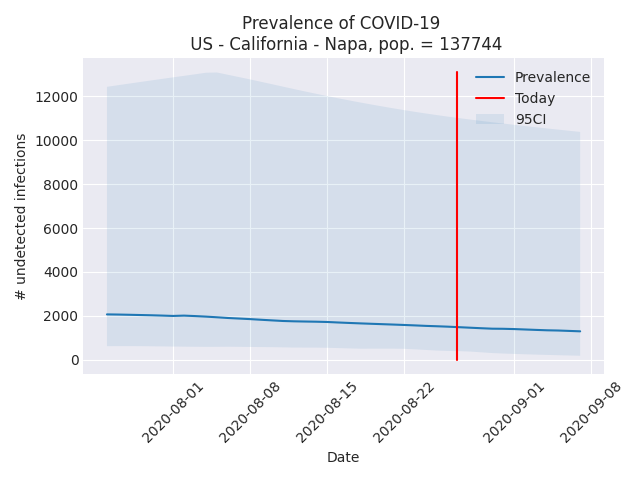 Prevalence of COVID-19
US - California - Napa, pop. = 137744
Prevalence
Today
95CI
# undetected infections
12000
10000
8000
6000
4000
2000
0
2020-08-01
2020-08-08
2020-08-15
2020-08-22
2020-09-01
2020-09-08
Date